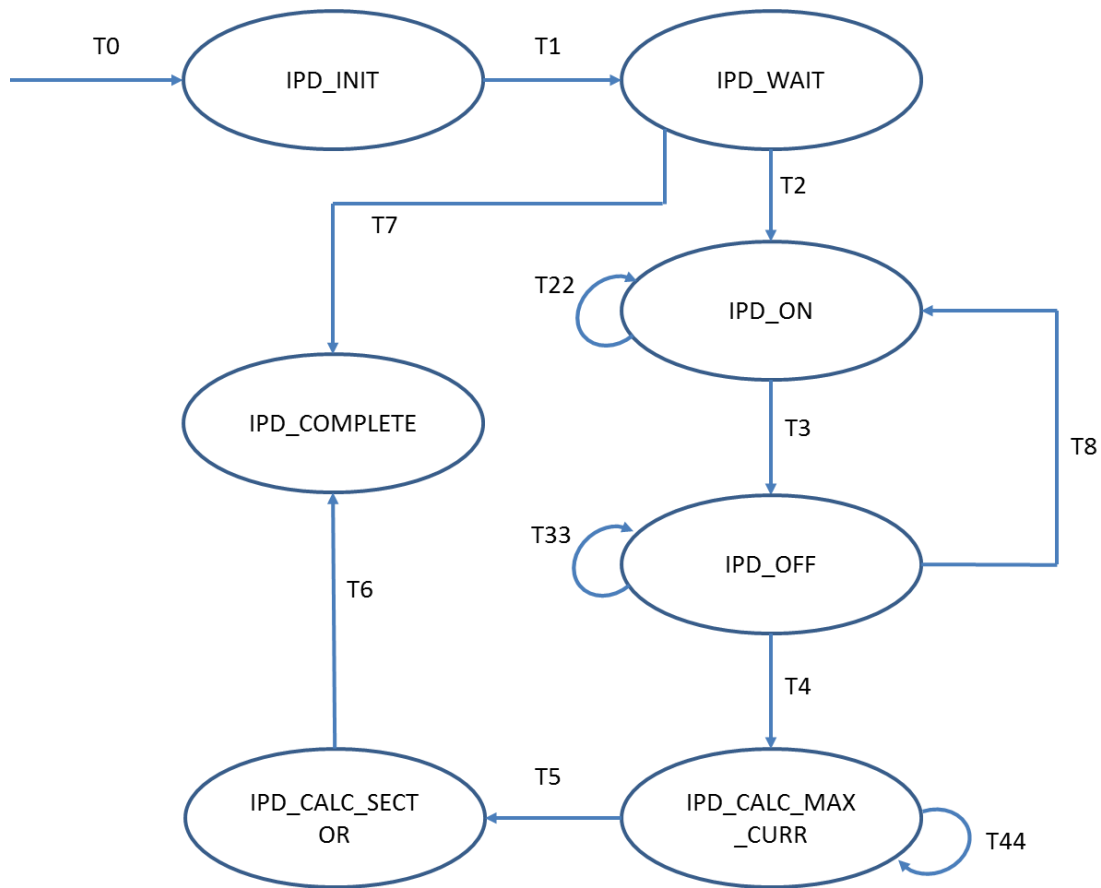 T0
IPD_INIT
T1
IPD_WAIT
T2
T7
T22
IPD_ON
IPD_COMPLETE
T3
T8
T33
IPD_OFF
T6
T4
T5
IPD_CALC_SECT
OR
IPD_CALC_MAX
_CURR
T44